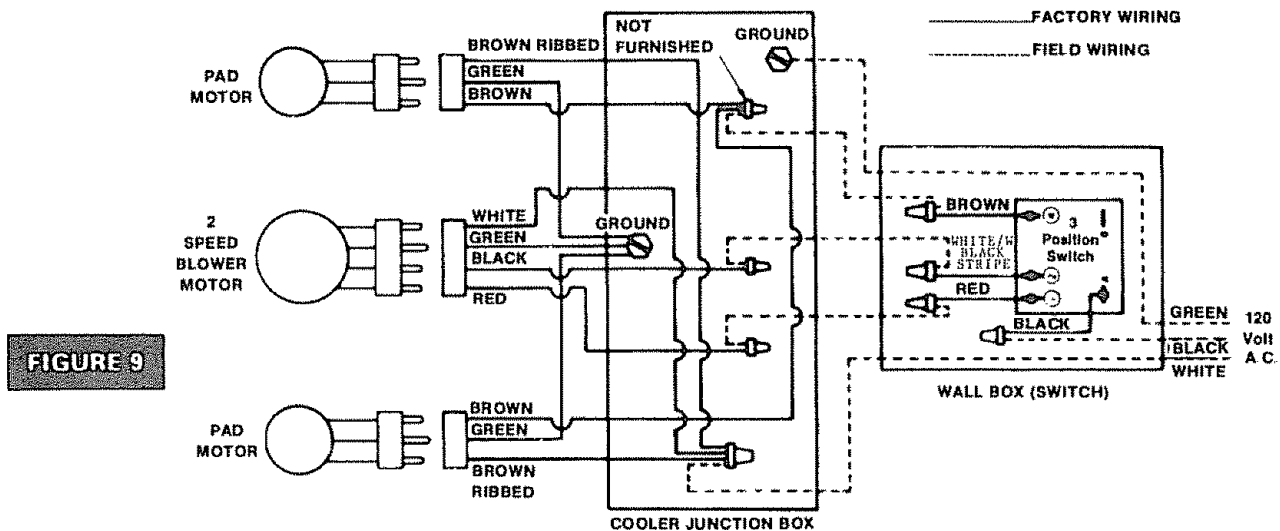 FACTORY WIRING
FIELD WIRING
NOT
FURNISHED
GROUND
BROWN RIBBED
GREEN
BROWN
PAD
MOTOR
2
SPEED
BLOWER
MOTOR
WHITE
GREEN
BLACK
RED
GROUND
BROWN
WHITE/W
BLACK
STRIPE
RED
BLACK
3
Position
Switch
GREEN
BLACK
WHITE
120
Volt
A.C.
WALL BOX (SWITCH)
FIGURE 9
PAD
MOTOR
BROWN
GREEN
BROWN
RIBBED
COOLER JUNCTION BOX